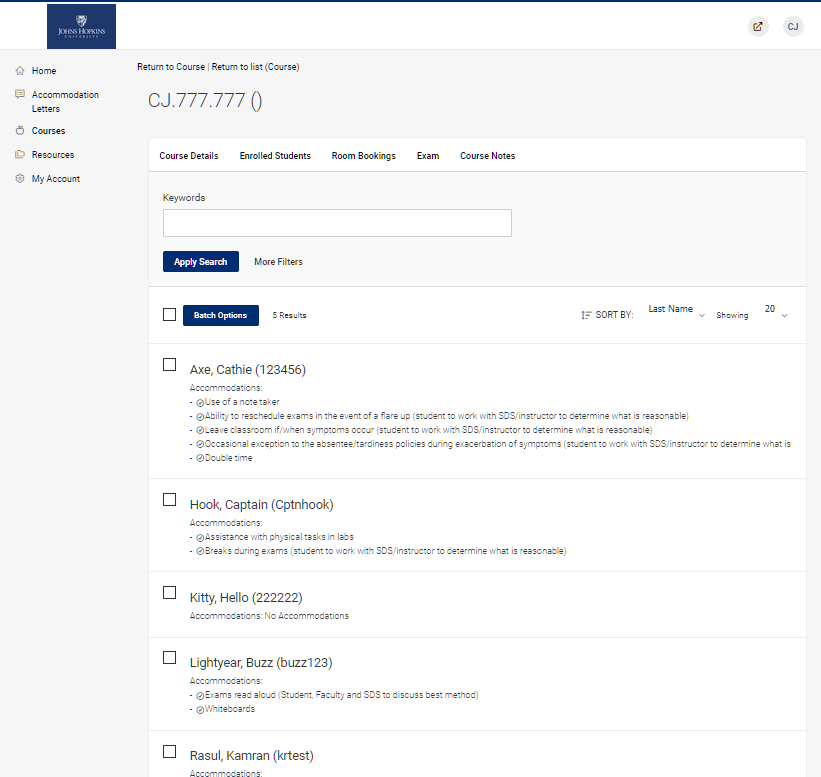 JOHNS HOPKINS
UNIVERSITY
CJ
Home
Accommodation
Letters
Courses
Resources
My Account
Return to Course | Return to list (Course)
CJ.777.777 ()
Course Details Enrolled Students Room Bookings Exam Course Notes
Keywords
Apply Search More Filters
Batch Options 5 Results SORT BY: Last Name Showing 20
Axe, Cathie (123456)
Accommodations:
- Use of a note taker
- Ability to reschedule exams in the event of a flare up (student to work with SDS/instructor to determine what is reasonable)
- Leave classroom if/when symptoms occur (student to work with SDS/instructor to determine what is reasonable)
- Occasional exception to the absentee/tardiness policies during exacerbation of symptoms (student to work with SDS/instructor to determine what is
- Double time
Hook, Captain (Cptnhook)
Accommodations:
- Assistance with physical tasks in labs
- Breaks during exams (student to work with SDS/instructor to determine what is reasonable)
Kitty, Hello (222222)
Accommodations: No Accommodations
Lightyear, Buzz (buzz123)
Accommodations:
- Exams read aloud (Student, Faculty and SDS to discuss best method)
- Whiteboards
Rasul, Kamran (krtest)
Accommodations: